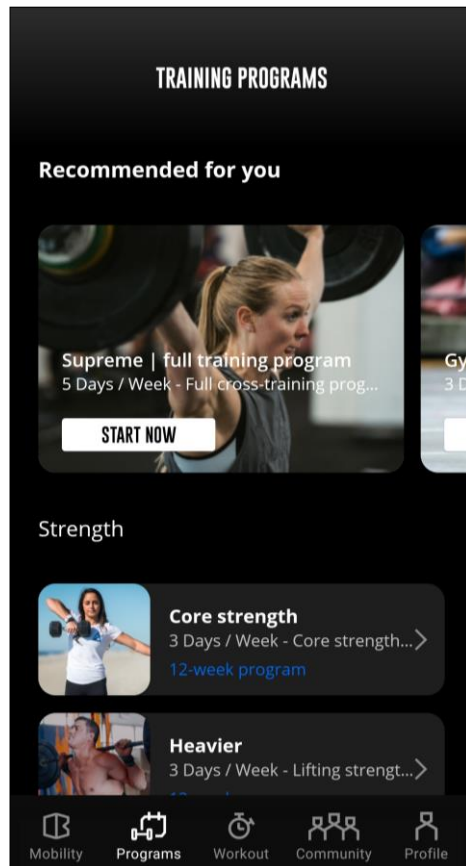 TRAINING PROGRAMS
Recommended for you
Supreme | full training program
5 Days / Week - Full cross-training prog...
START NOW
Gy
3 D
Strength
Core strength
3 Days / Week - Core strength...
12-week program
Heavier
3 Days / Week - Lifting strengt...
Mobility
Programs
Workout
Community
Profile